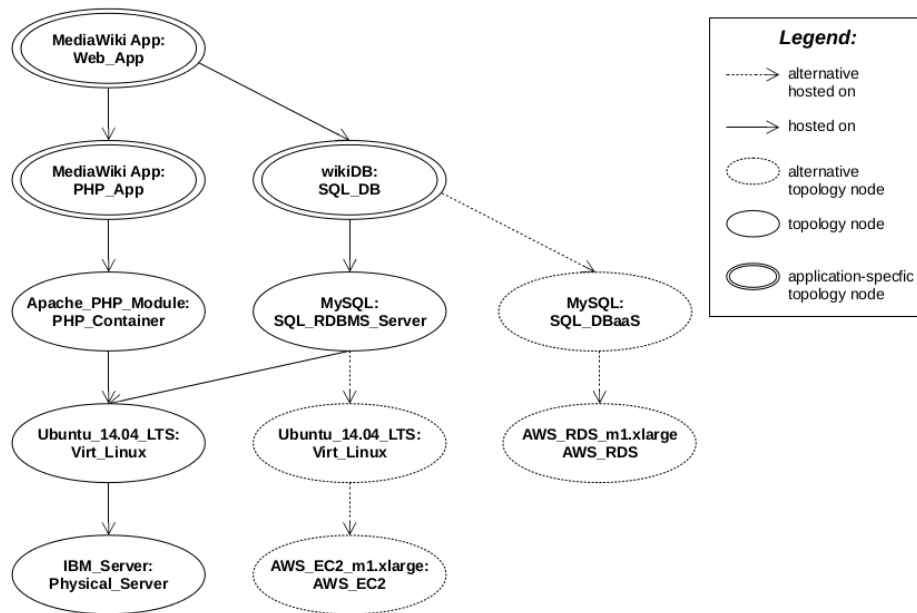 MediaWiki App:
Web_App
MediaWiki App:
PHP_App
wikiDB:
SQL_DB
Apache_PHP_Module:
PHP_Container
MySQL:
SQL_RDBMS_Server
MySQL:
SQL_DBaaS
Ubuntu_14.04_LTS:
Virt_Linux
Ubuntu_14.04_LTS:
Virt_Linux
AWS_RDS_m1.xlarge
AWS_RDS
IBM_Server:
Physical_Server
AWS_EC2_m1.xlarge:
AWS_EC2
Legend:
alternative
hosted on
hosted on
alternative
topology node
topology node
application-specfic
topology node